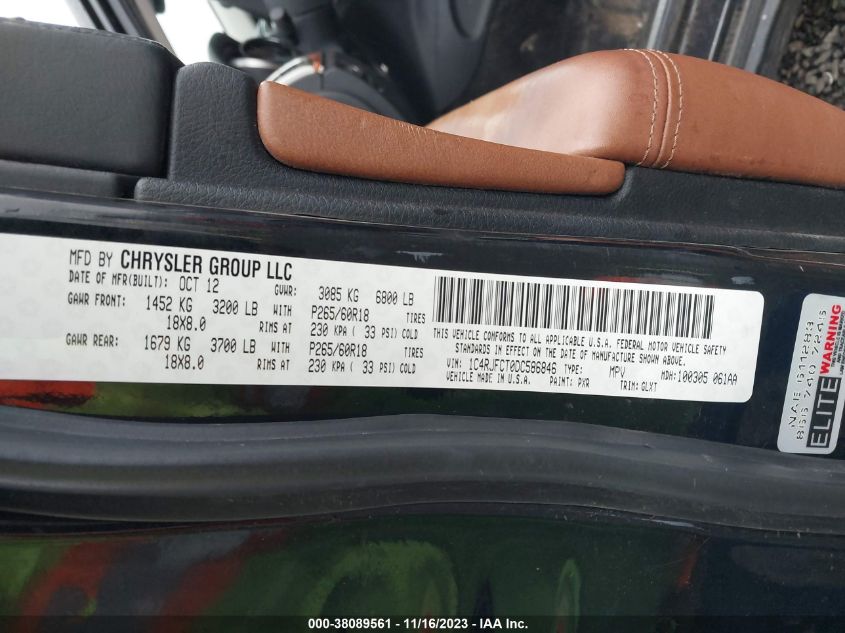 MFD BY CHRYSLER GROUP LLC
DATE OF MFR(BUILT): OCT 12 GVWR: 3085 KG 6800 LB
GAWR FRONT: 1452 KG 3200 LB WITH P265/60R18 TIRES
18X8.0 RIMS AT 230 KPA ( 33 PSI) COLD
GAWR REAR: 1679 KG 3700 LB WITH P265/60R18 TIRES
18X8.0 RIMS AT 230 KPA ( 33 PSI) COLD
THIS VEHICLE CONFORMS TO ALL APPLICABLE U.S.A. FEDERAL MOTOR VEHICLE SAFETY
STANDARDS IN EFFECT ON THE DATE OF MANUFACTURE SHOWN ABOVE.
VIN: 1C4RJFCT0DC586846 TYPE: MPV MDH: 100305 061AA
MADE IN U.S.A. PAINT: PXR TRIM: GLXT
ELITE WARNING
000-38089561 - 11/16/2023 - IAA Inc.